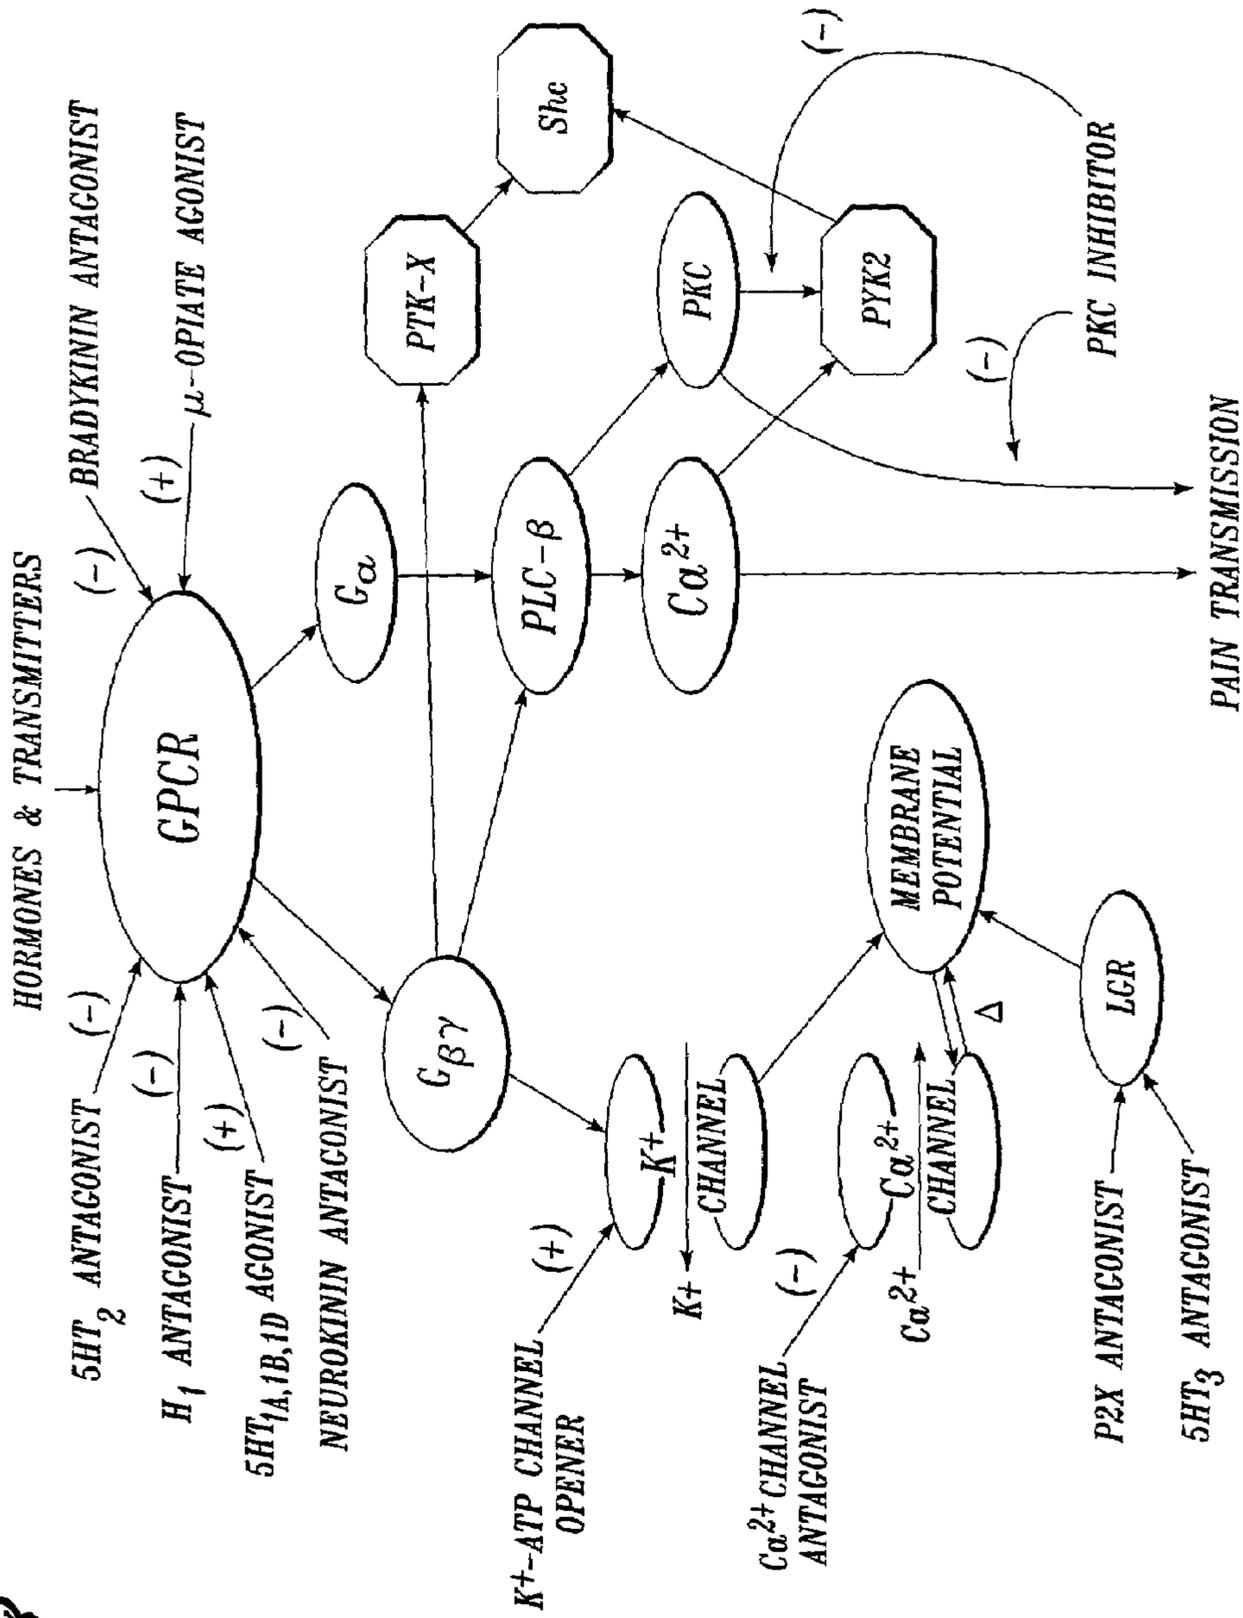 HORMONES & TRANSMITTERS
5HT2 ANTAGONIST
(-)
(-)
BRADYKININ ANTAGONIST
H1 ANTAGONIST
(-)
GPCR
(+)
μ-OPIATE AGONIST
5HT1A,1B,1D AGONIST
(+)
NEUROKININ ANTAGONIST
(-)
Gα
Gβγ
PTK-X
Shc
K+-ATP CHANNEL
OPENER
(+)
PLC-β
K+
CHANNEL
K+
Ca2+
PKC
(-)
Ca2+ CHANNEL
ANTAGONIST
(-)
Ca2+
CHANNEL
Ca2+
Δ
MEMBRANE
POTENTIAL
PYK2
(-)
P2X ANTAGONIST
5HT3 ANTAGONIST
LGR
PKC INHIBITOR
PAIN TRANSMISSION